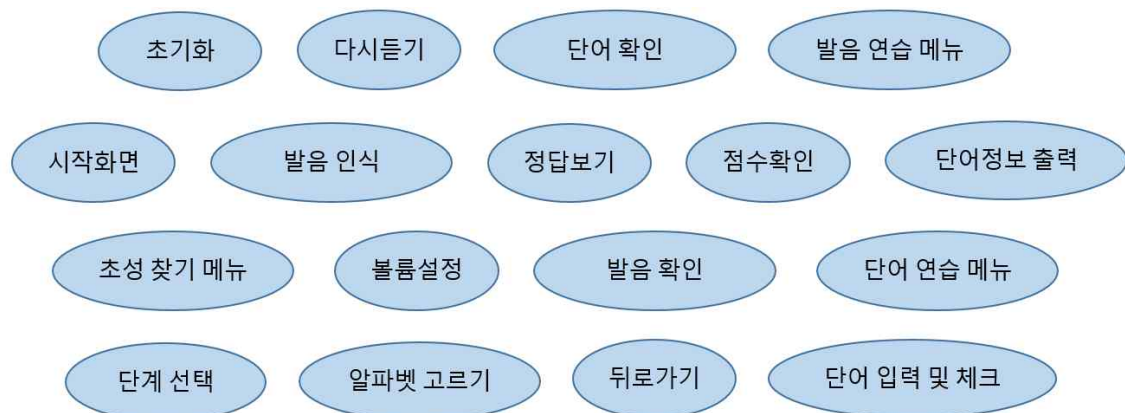 초기화
다시듣기
단어 확인
발음 연습 메뉴
시작화면
발음 인식
정답보기
점수확인
단어정보 출력
초성 찾기 메뉴
볼륨설정
발음 확인
단어 연습 메뉴
단계 선택
알파벳 고르기
뒤로가기
단어 입력 및 체크